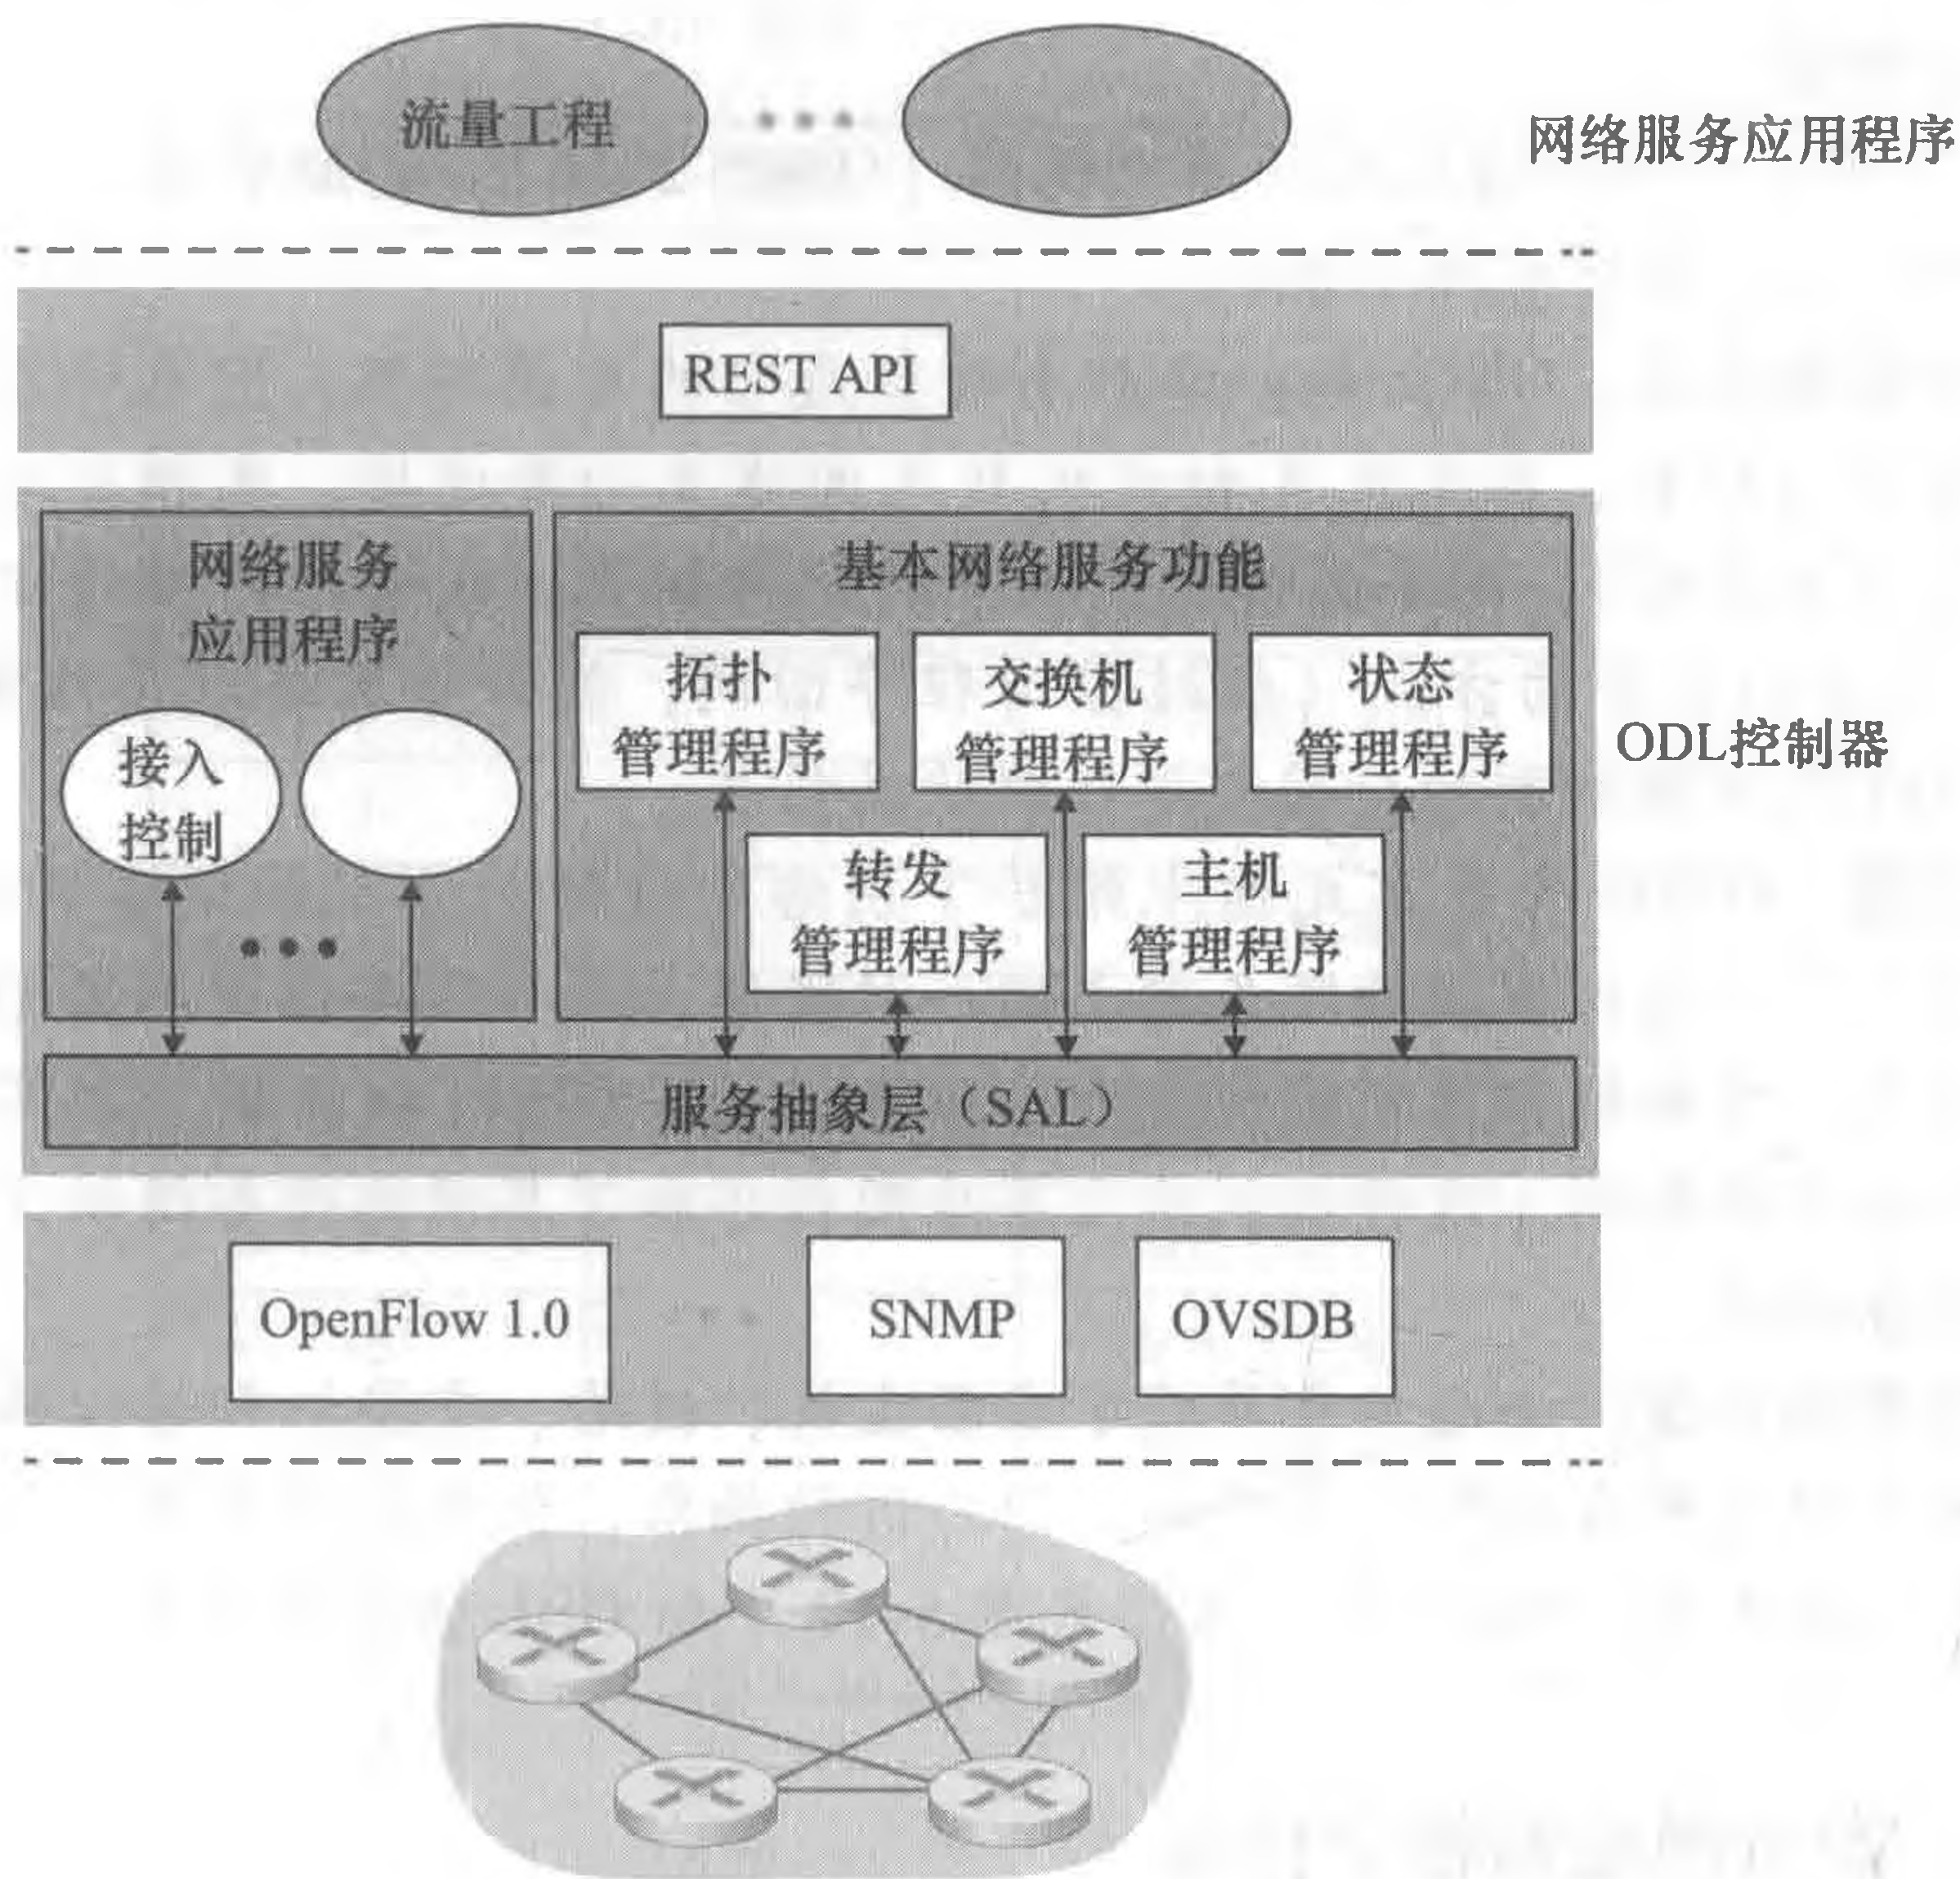 流量工程
网络服务应用程序
REST API
网络服务
应用程序
接入
控制
基本网络服务功能
拓扑
管理程序
交换机
管理程序
状态
管理程序
转发
管理程序
主机
管理程序
ODL控制器
服务抽象层（SAL）
OpenFlow 1.0
SNMP
OVSDB